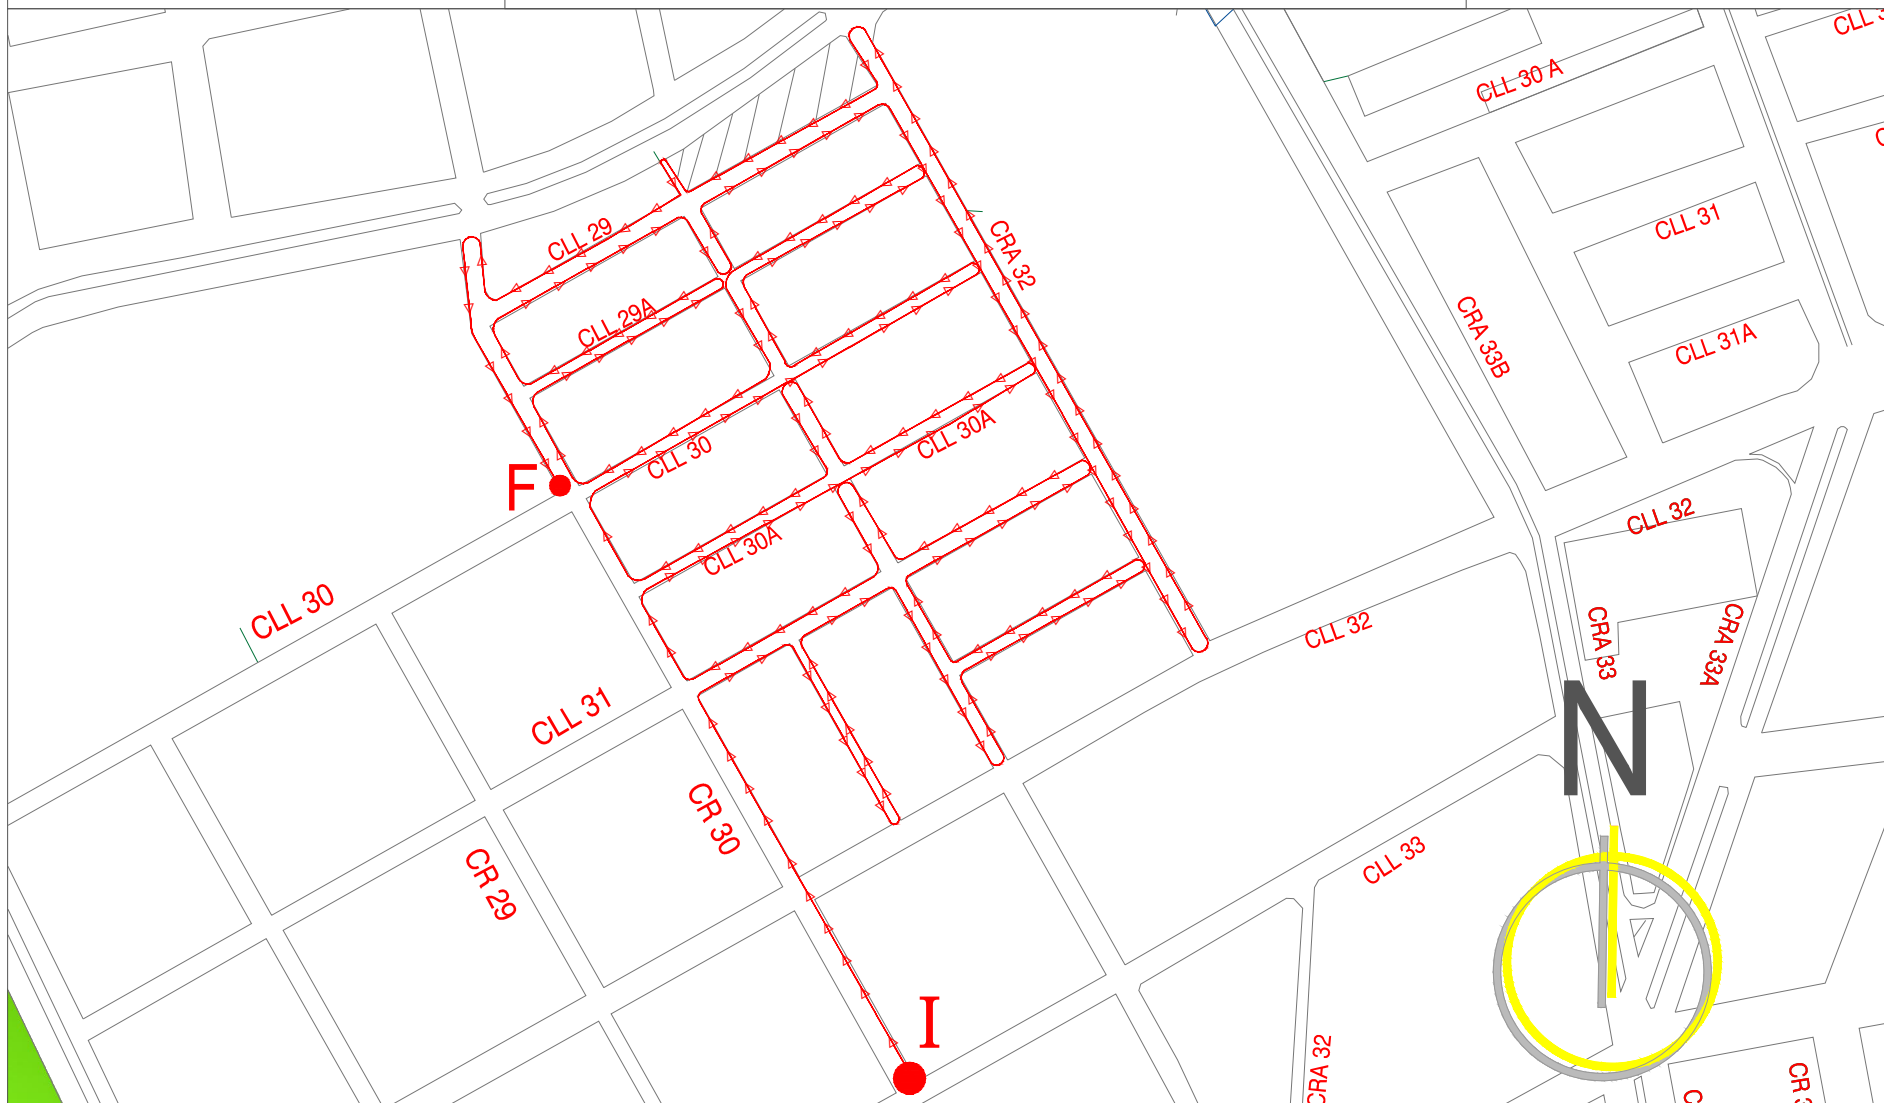 CLL 30 A
CLL 29
CLL 31
CRA 32
CLL 29A
CRA 33B
CLL 31A
CLL 30
CLL 30A
F
CLL 32
CLL 30A
CLL 30
CLL 32
CRA 33
CRA 33A
CLL 31
N
CR 30
CLL 33
CR 29
I
CRA 32